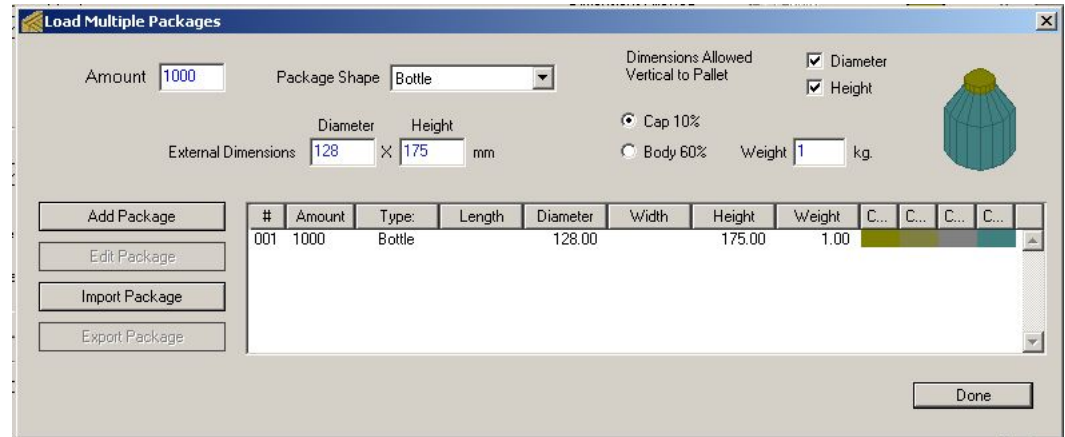 Load Multiple Packages
Amount 1000 Package Shape Bottle
Dimensions Allowed
Vertical to Pallet
Diameter
Height
Diameter Height
External Dimensions 128 X 175 mm
Cap 10%
Body 60% Weight 1 kg.
Add Package
Edit Package
Import Package
Export Package
# Amount Type: Length Diameter Width Height Weight C... C... C... C...
001 1000 Bottle 128.00 175.00 1.00
Done